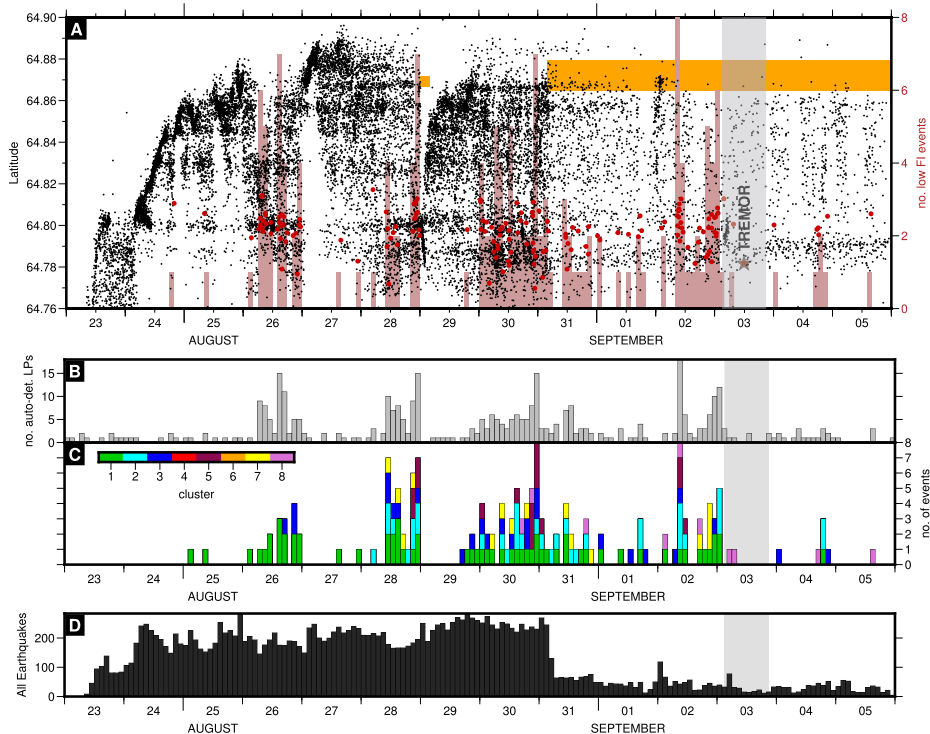 A
64.90
64.88
64.86
64.84
64.82
64.80
64.78
64.76
Latitude
8
6
4
2
0
no. low FI events
TREMOR
23 24 25 26 27 28 29 30 31 01 02 03 04 05
AUGUST SEPTEMBER
B
15
10
5
0
no. auto-det. LPs
C
1 2 3 4 5 6 7 8
cluster
8
7
6
5
4
3
2
1
0
no. of events
23 24 25 26 27 28 29 30 31 01 02 03 04 05
AUGUST SEPTEMBER
D
200
100
0
All Earthquakes
23 24 25 26 27 28 29 30 31 01 02 03 04 05
AUGUST SEPTEMBER